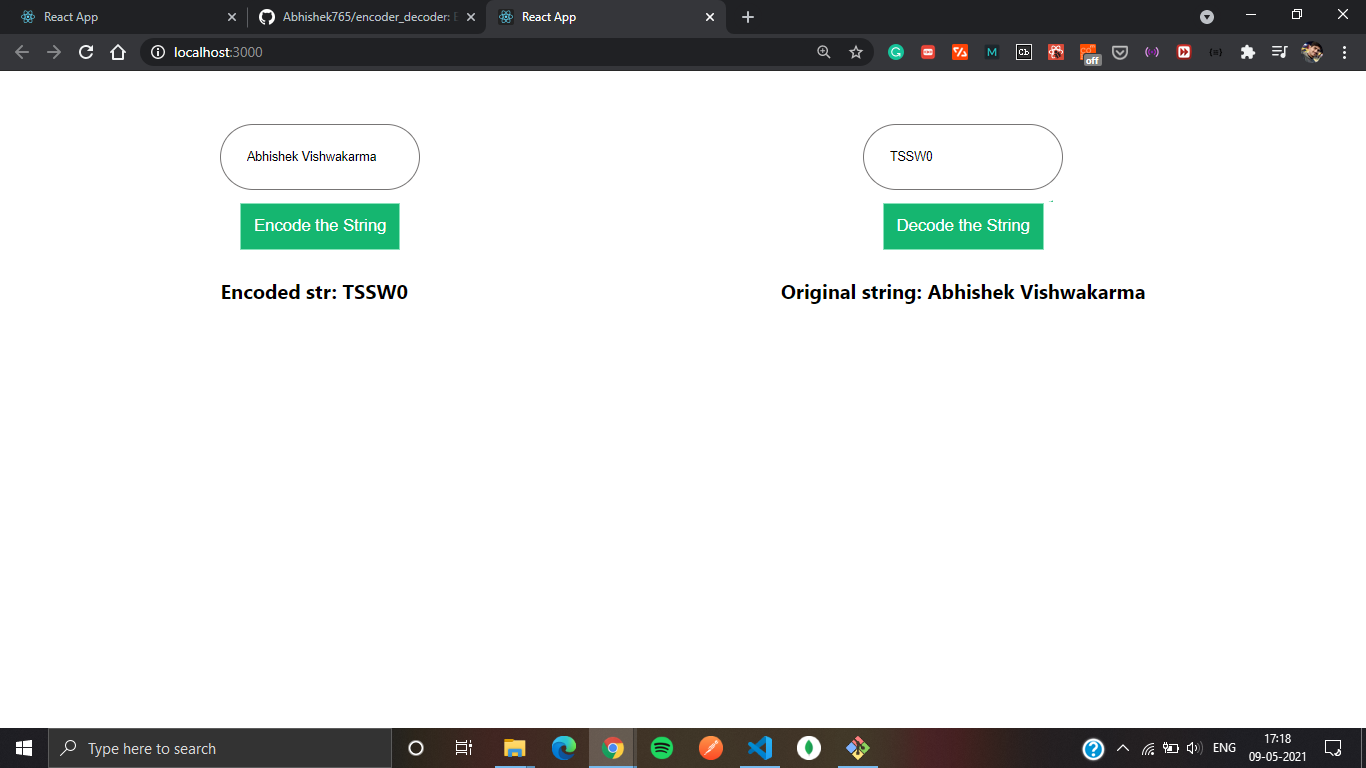 React App
Abhishek765/encoder_decoder: E
React App
localhost:3000
off
Abhishek Vishwakarma
TSSW0
Encode the String
Decode the String
Encoded str: TSSW0
Original string: Abhishek Vishwakarma
Type here to search
ENG
17:18
09-05-2021